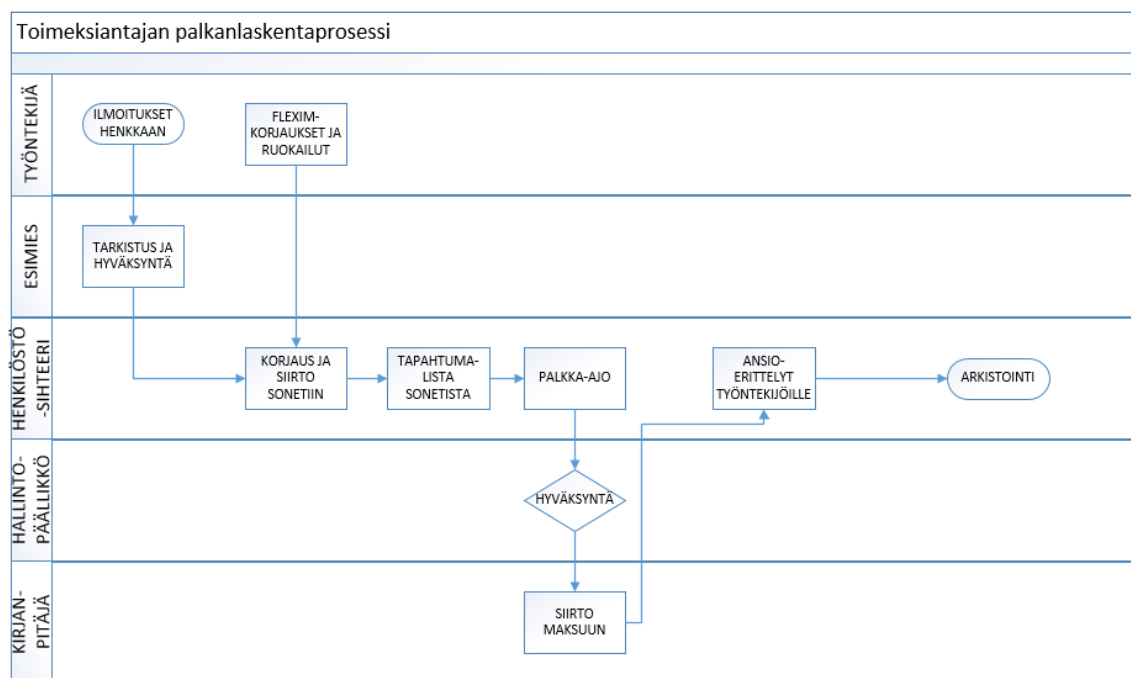 Toimeksiantajan palkanlaskentaprosessi
TYÖNTEKIJÄ
ILMOITUKSET
HENKKAAN
FLEXIM-
KORJAUKSET JA
RUOKAILUT
ESIMIES
TARKISTUS JA
HYVÄKSYNTÄ
HENKILÖSTÖ
-SIHTEERI
KORJAUS JA
SIIRTO
SONETIIN
TAPAHTUMA-
LISTA
SONETISTA
PALKKA-AJO
ANSIO-
ERITTELYT
TYÖNTEKIJÖILLE
ARKISTOINTI
HALLINTO-
PÄÄLLIKKÖ
HYVÄKSYNTÄ
KIRJAN-
PITÄJÄ
SIIRTO
MAKSUUN